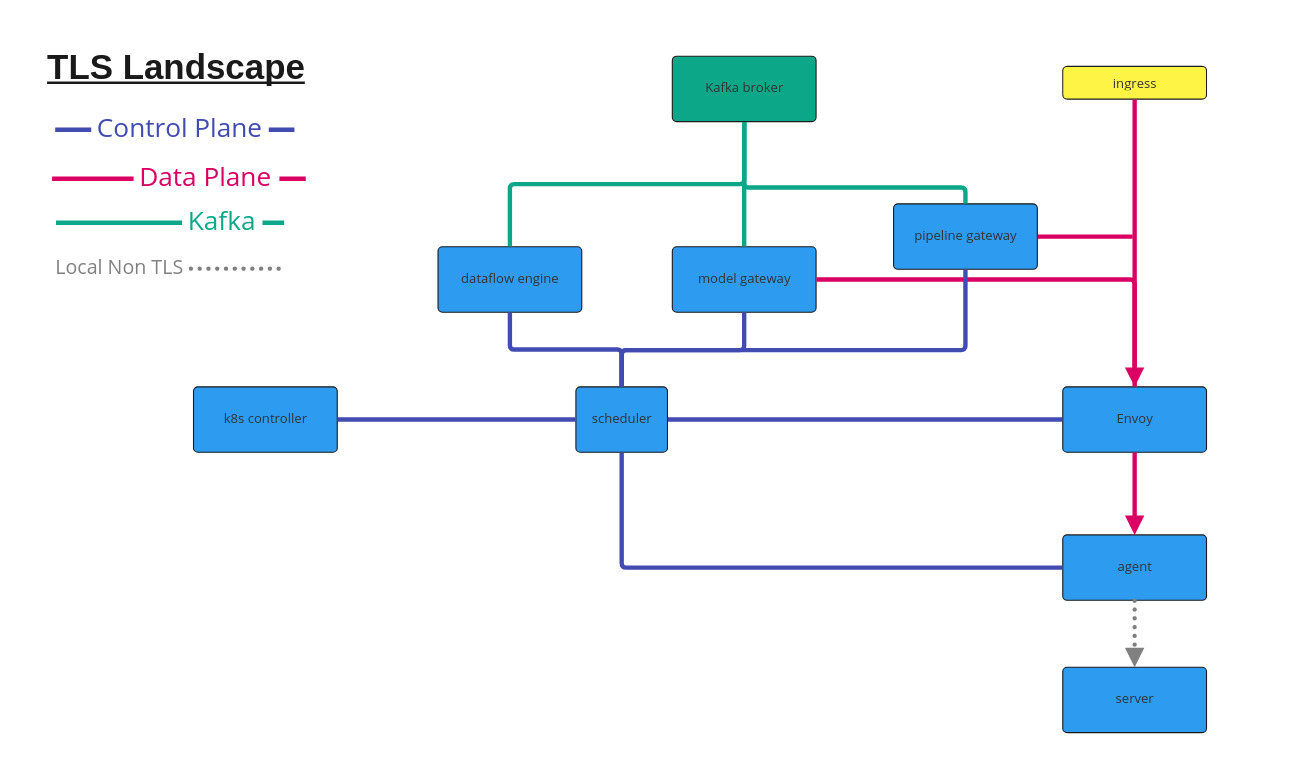 TLS Landscape
Control Plane
Data Plane
Kafka
Local Non TLS
Kafka broker
ingress
pipeline gateway
dataflow engine
model gateway
k8s controller
scheduler
Envoy
agent
server